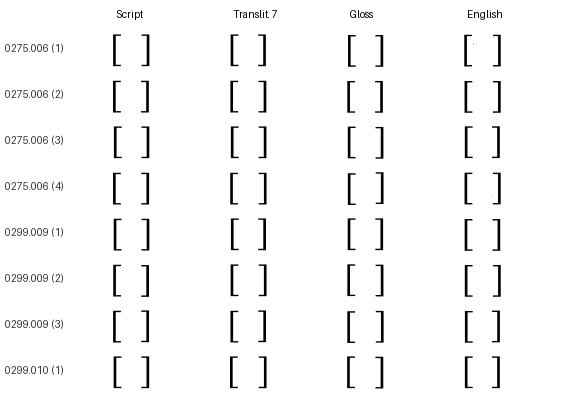 Script Translit. 7 Gloss English
0275.006 (1) [ ] [ ] [ ] [ ]
0275.006 (2) [ ] [ ] [ ] [ ]
0275.006 (3) [ ] [ ] [ ] [ ]
0275.006 (4) [ ] [ ] [ ] [ ]
0299.009 (1) [ ] [ ] [ ] [ ]
0299.009 (2) [ ] [ ] [ ] [ ]
0299.009 (3) [ ] [ ] [ ] [ ]
0299.010 (1) [ ] [ ] [ ] [ ]